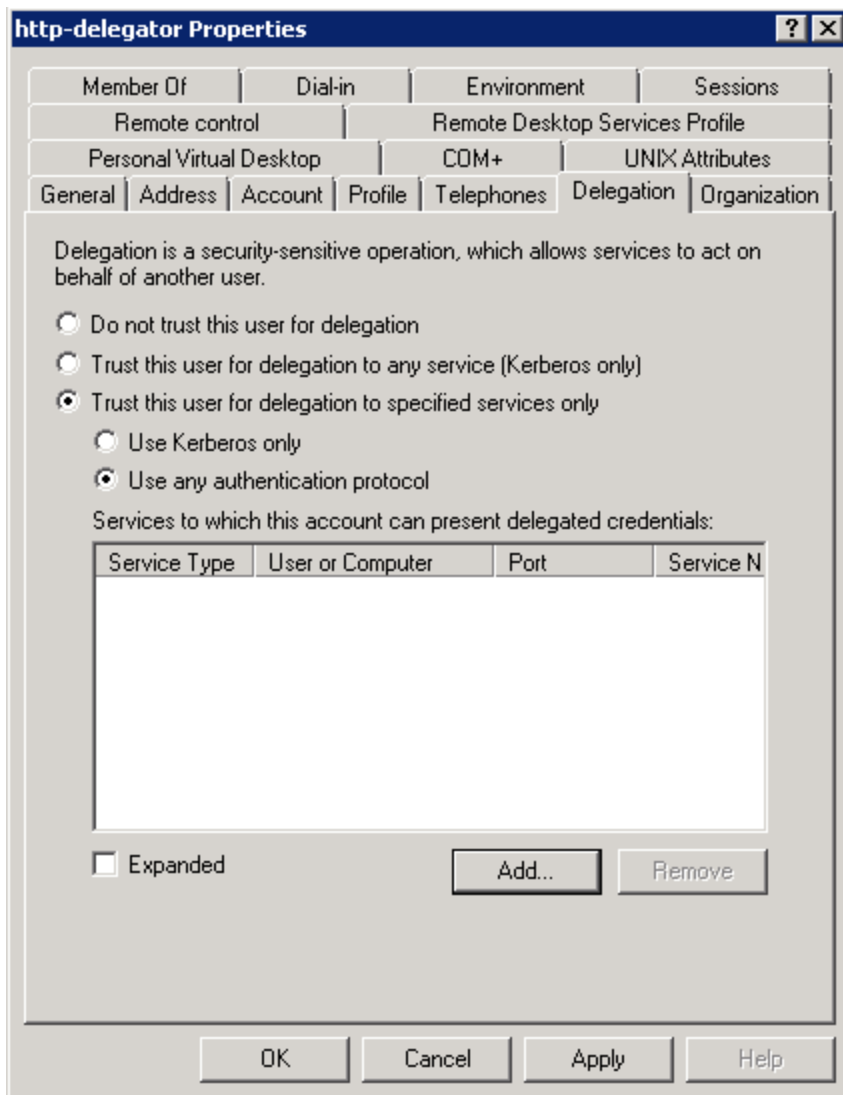 http-delegator Properties
Member Of Dial-in Environment Sessions
Remote control Remote Desktop Services Profile
Personal Virtual Desktop COM+ UNIX Attributes
General Address Account Profile Telephones Delegation Organization
Delegation is a security-sensitive operation, which allows services to act on
behalf of another user.
Do not trust this user for delegation
Trust this user for delegation to any service (Kerberos only)
Trust this user for delegation to specified services only
Use Kerberos only
Use any authentication protocol
Services to which this account can present delegated credentials:
Service Type User or Computer Port Service N
Expanded Add... Remove
OK Cancel Apply Help